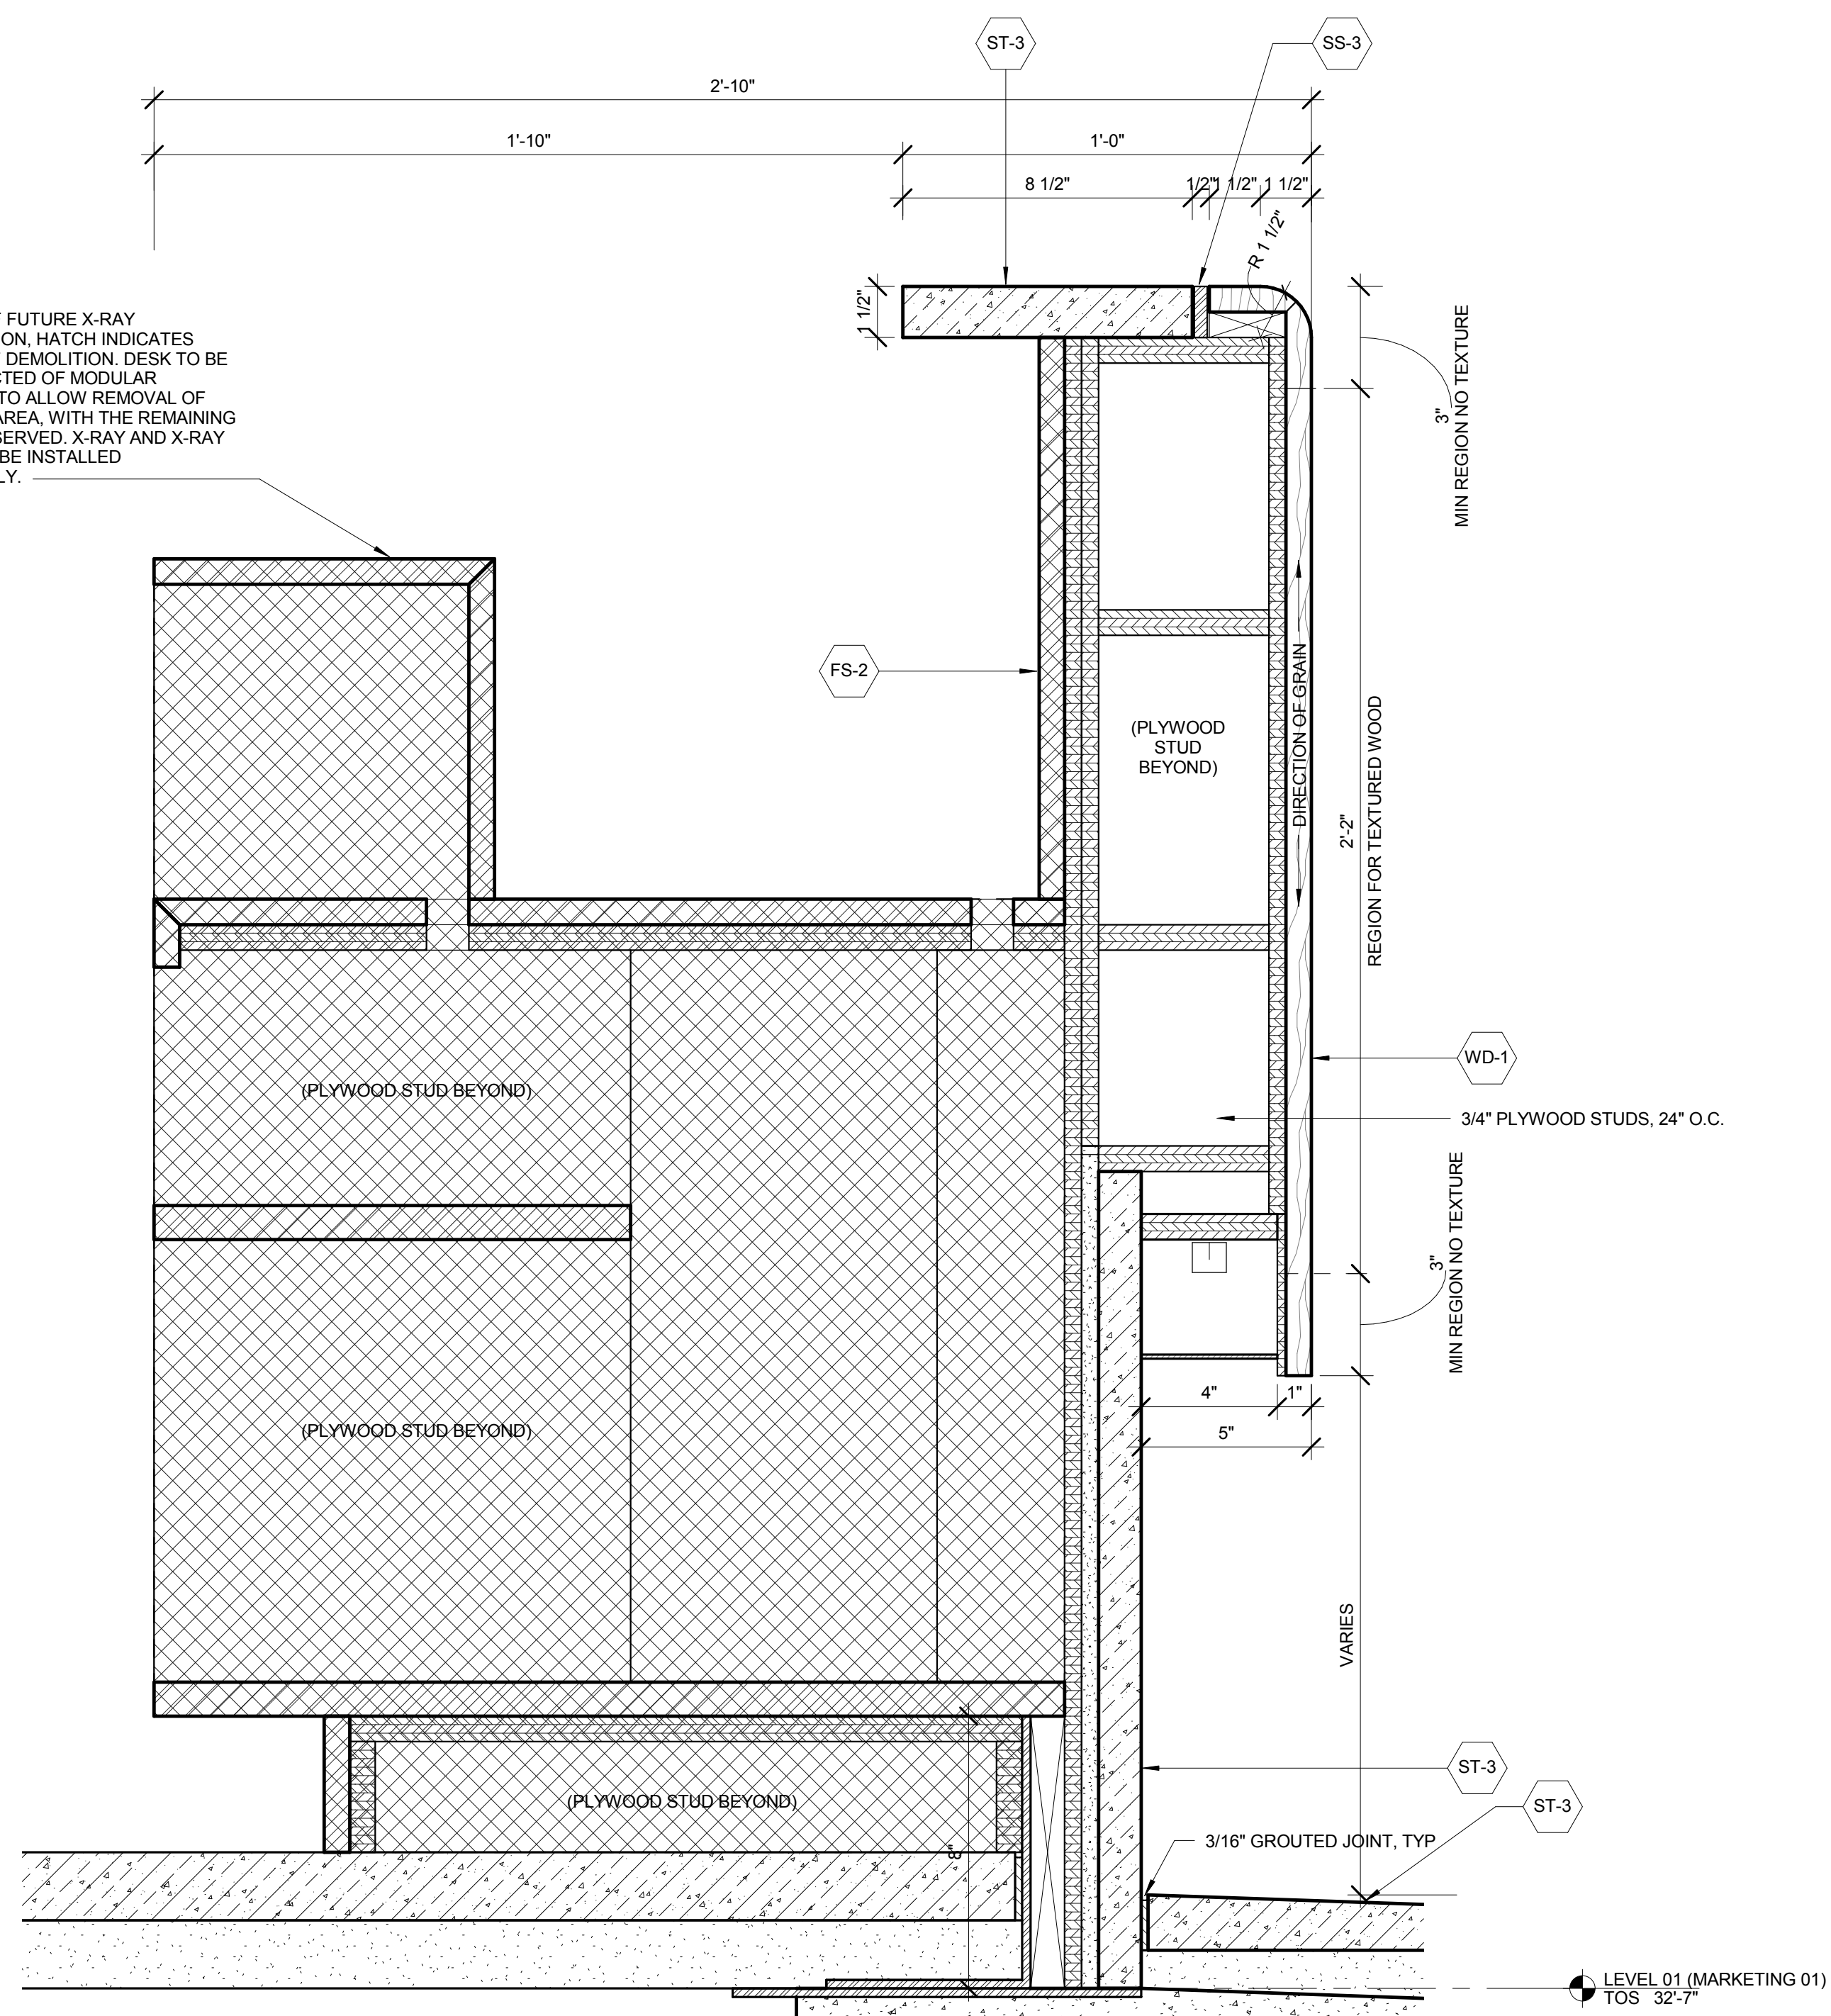 ST-3
SS-3
2'-10"
1'-10"
1'-0"
8 1/2"
1/2"
1 1/2"
1 1/2"
R 1 1/2"
1 1/2"
FUTURE X-RAY
ON, HATCH INDICATES
DEMOLITION. DESK TO BE
CTED OF MODULAR
TO ALLOW REMOVAL OF
AREA, WITH THE REMAINING
SERVED. X-RAY AND X-RAY
BE INSTALLED
LY.
3"
MIN REGION NO TEXTURE
FS-2
(PLYWOOD
STUD
BEYOND)
DIRECTION OF GRAIN
2'-2"
REGION FOR TEXTURED WOOD
WD-1
3/4" PLYWOOD STUDS, 24" O.C.
(PLYWOOD STUD BEYOND)
3"
MIN REGION NO TEXTURE
4"
1"
5"
(PLYWOOD STUD BEYOND)
VARIES
ST-3
ST-3
(PLYWOOD STUD BEYOND)
8"
3/16" GROUTED JOINT, TYP
LEVEL 01 (MARKETING 01)
TOS 32'-7"